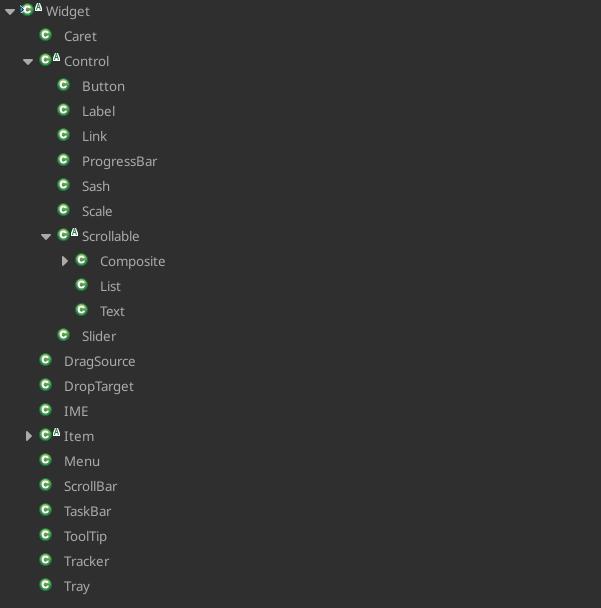 Widget
Caret
Control
Button
Label
Link
ProgressBar
Sash
Scale
Scrollable
Composite
List
Text
Slider
DragSource
DropTarget
IME
Item
Menu
ScrollBar
TaskBar
ToolTip
Tracker
Tray